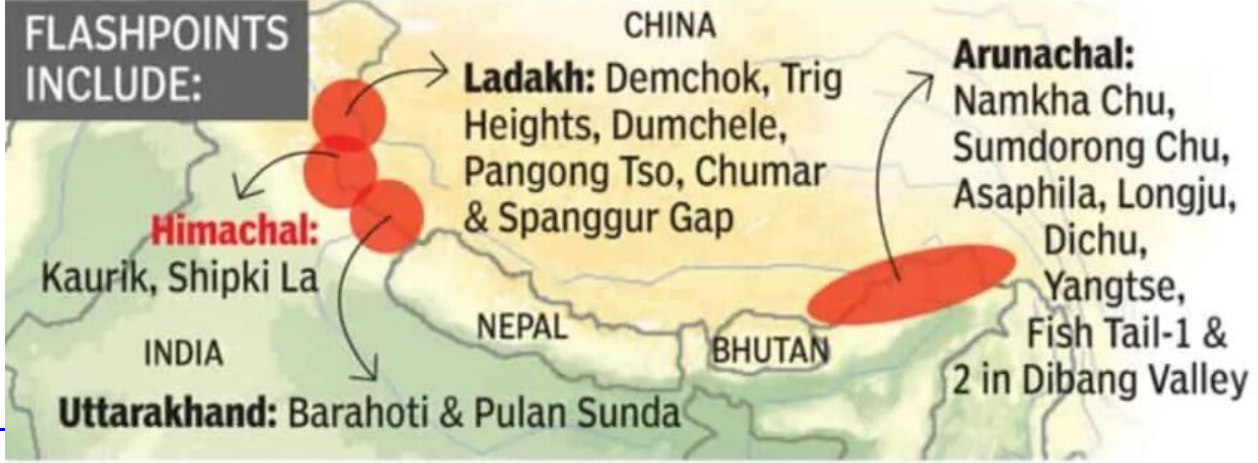 FLASHPOINTS
INCLUDE:
CHINA
Ladakh: Demchok, Trig
Heights, Dumchele,
Pangong Tso, Chumar
& Spanggur Gap
Arunachal:
Namkha Chu,
Sumdorong Chu,
Asaphila, Longju,
Dichu,
Yangtse,
Fish Tail-1 &
2 in Dibang Valley
Himachal:
Kaurik, Shipki La
INDIA
NEPAL
BHUTAN
Uttarakhand: Barahoti & Pulan Sunda